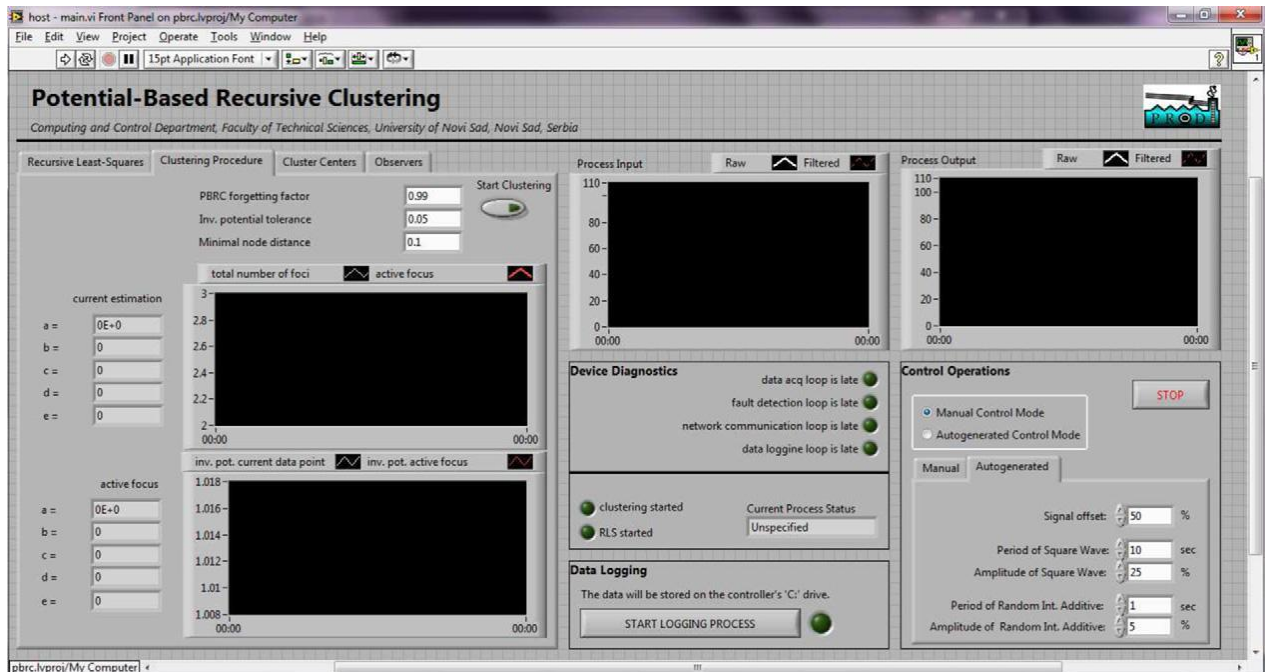 host - main.vi Front Panel on pbrc.lvproj/My Computer
File Edit View Project Operate Tools Window Help
15pt Application Font
Potential-Based Recursive Clustering
Computing and Control Department, Faculty of Technical Sciences, University of Novi Sad, Novi Sad, Serbia
PROD
Recursive Least-Squares Clustering Procedure Cluster Centers Observers
PBRC forgetting factor 0.99
Inv. potential tolerance 0.05
Minimal node distance 0.1
Start Clustering
total number of foci active focus
3
2.8
2.6
2.4
2.2
2
00:00 00:00
current estimation
a = 0E+0
b = 0
c = 0
d = 0
e = 0
inv. pot. current data point inv. pot. active focus
1.018
1.016
1.014
1.012
1.01
1.008
00:00 00:00
active focus
a = 0E+0
b = 0
c = 0
d = 0
e = 0
Process Input Raw Filtered
110
80
60
40
20
0
00:00 00:00
Process Output Raw Filtered
110
100
80
60
40
20
0
00:00 00:00
Device Diagnostics
data acq loop is late
fault detection loop is late
network communication loop is late
data loggine loop is late
clustering started
RLS started
Current Process Status
Unspecified
Data Logging
The data will be stored on the controller's 'C:' drive.
START LOGGING PROCESS
Control Operations
STOP
Manual Control Mode
Autogenerated Control Mode
Manual Autogenerated
Signal offset: 50 %
Period of Square Wave: 10 sec
Amplitude of Square Wave: 25 %
Period of Random Int. Additive: 1 sec
Amplitude of Random Int. Additive: 5 %
pbrc.lvproj/My Computer